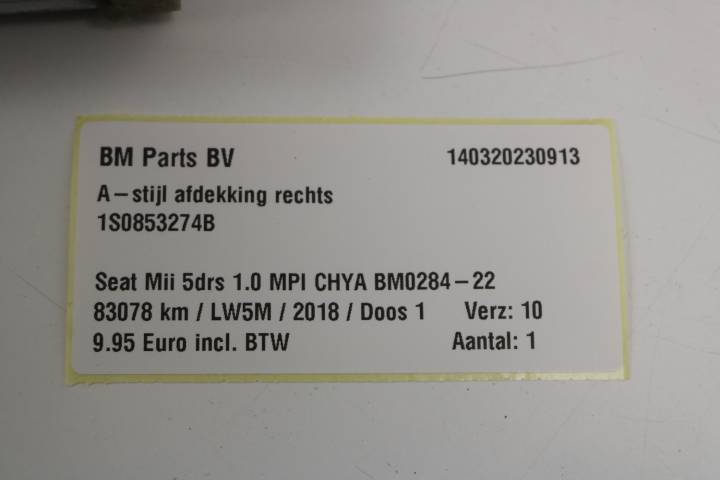 BM Parts BV 140320230913
A-stijl afdekking rechts
1S0853274B
Seat Mii 5drs 1.0 MPI CHYA BM0284-22
83078 km / LW5M / 2018 / Doos 1 Verz: 10
9.95 Euro incl. BTW Aantal: 1